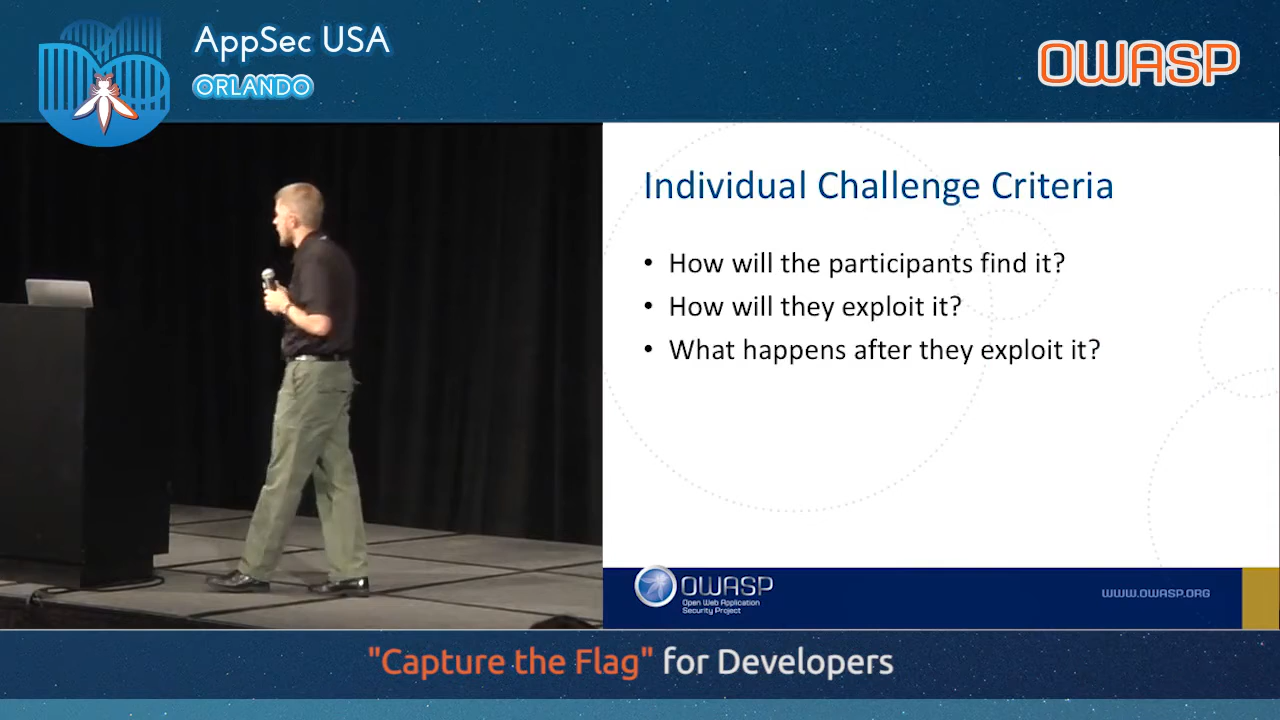 AppSec USA
ORLANDO
OWASP
Individual Challenge Criteria
• How will the participants find it?
• How will they exploit it?
• What happens after they exploit it?
OWASP
Open Web Application
Security Project
WWW.OWASP.ORG
"Capture the Flag" for Developers